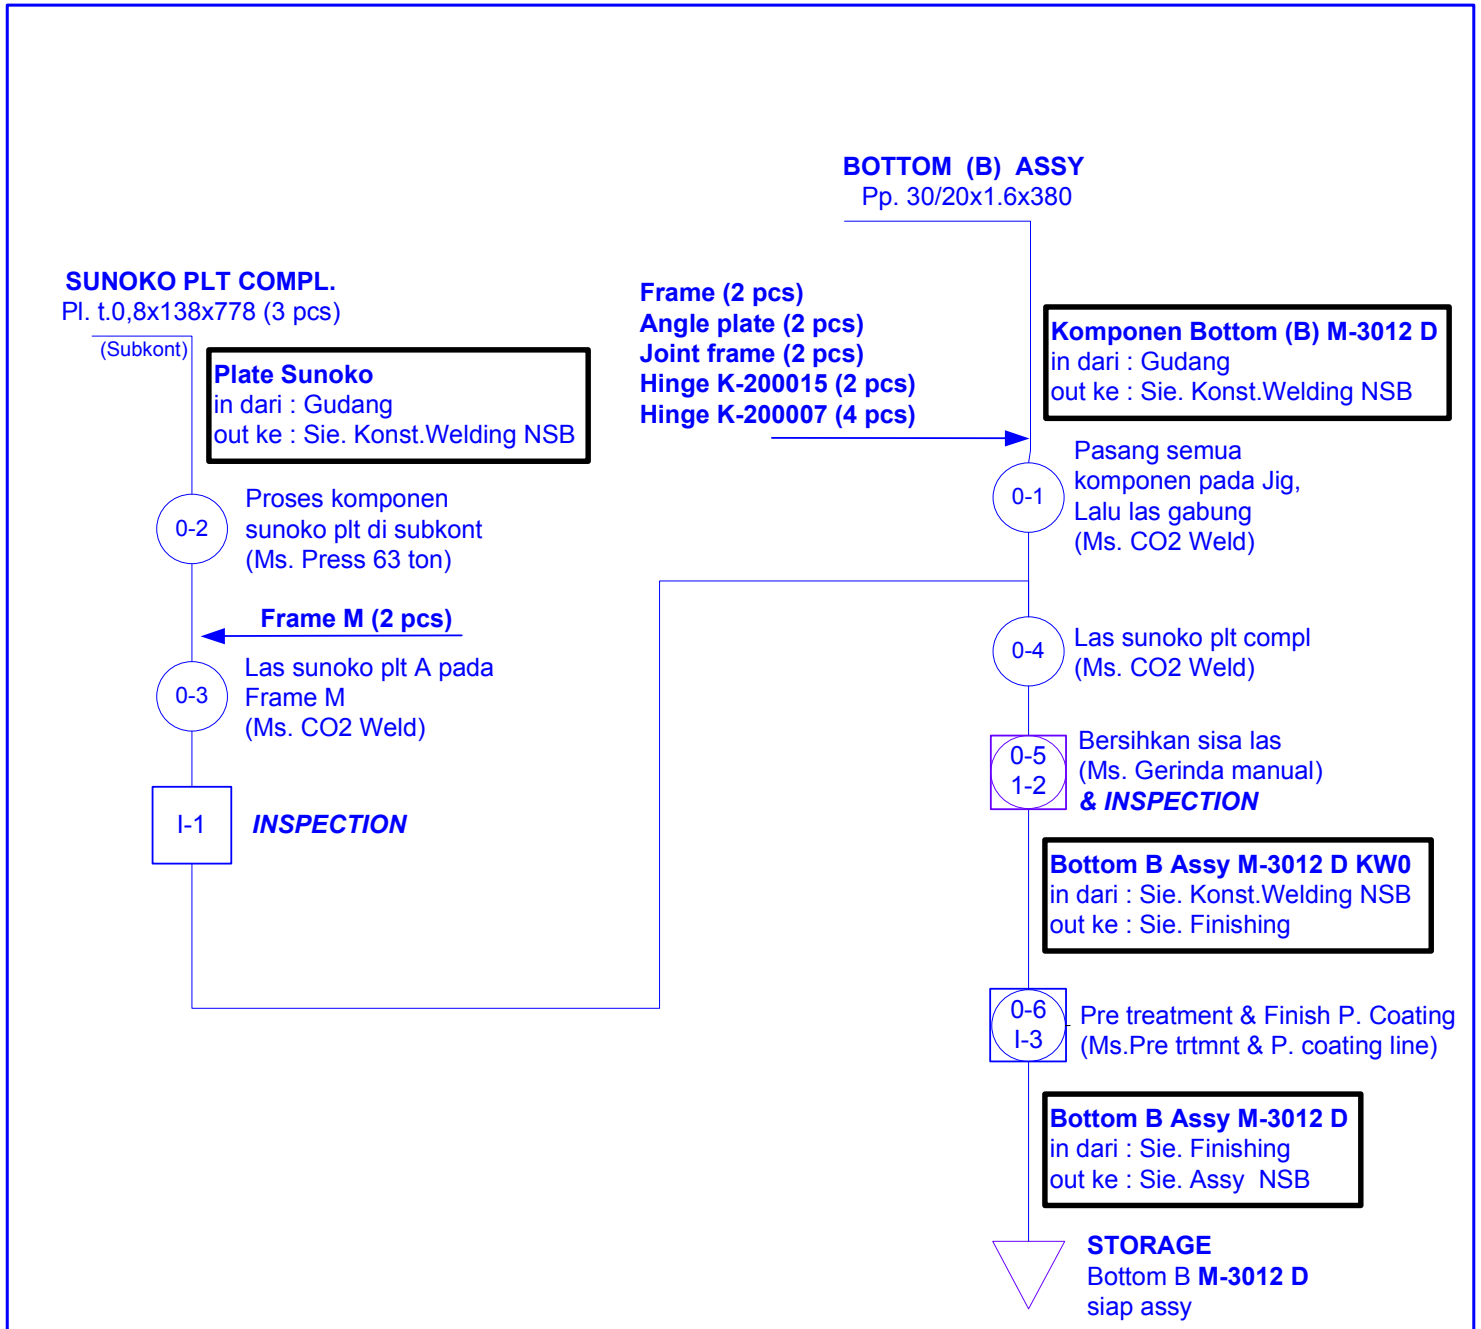 BOTTOM (B) ASSY
Pp. 30/20x1.6x380
SUNOKO PLT COMPL.
Pl. t.0,8x138x778 (3 pcs)
(Subkont)
Plate Sunoko
in dari : Gudang
out ke : Sie. Konst.Welding NSB
Frame (2 pcs)
Angle plate (2 pcs)
Joint frame (2 pcs)
Hinge K-200015 (2 pcs)
Hinge K-200007 (4 pcs)
Komponen Bottom (B) M-3012 D
in dari : Gudang
out ke : Sie. Konst.Welding NSB
0-1
Pasang semua
komponen pada Jig,
Lalu las gabung
(Ms. CO2 Weld)
0-2
Proses komponen
sunoko plt di subkont
(Ms. Press 63 ton)
Frame M (2 pcs)
0-3
Las sunoko plt A pada
Frame M
(Ms. CO2 Weld)
I-1
INSPECTION
0-4
Las sunoko plt compl
(Ms. CO2 Weld)
0-5
1-2
Bersihkan sisa las
(Ms. Gerinda manual)
& INSPECTION
Bottom B Assy M-3012 D KW0
in dari : Sie. Konst.Welding NSB
out ke : Sie. Finishing
0-6
I-3
Pre treatment & Finish P. Coating
(Ms.Pre trtmnt & P. coating line)
Bottom B Assy M-3012 D
in dari : Sie. Finishing
out ke : Sie. Assy NSB
STORAGE
Bottom B M-3012 D
siap assy